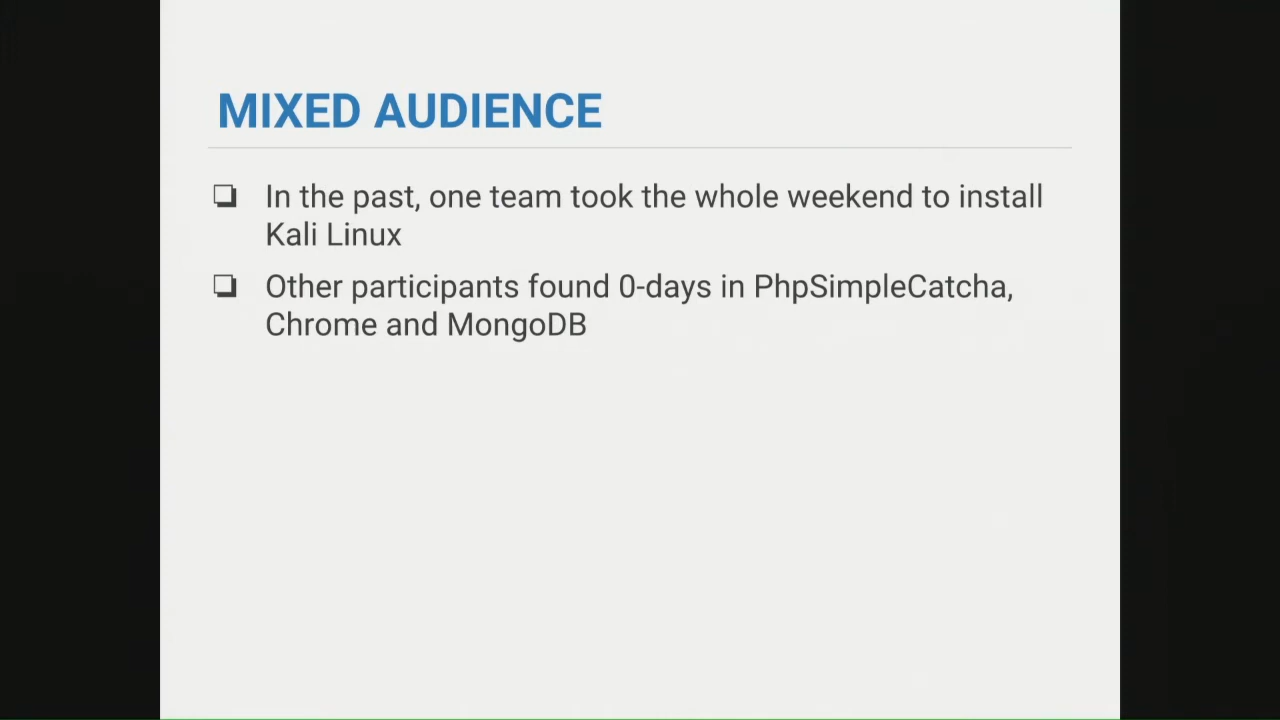 MIXED AUDIENCE
❏ In the past, one team took the whole weekend to install
Kali Linux
❏ Other participants found 0-days in PhpSimpleCatcha,
Chrome and MongoDB